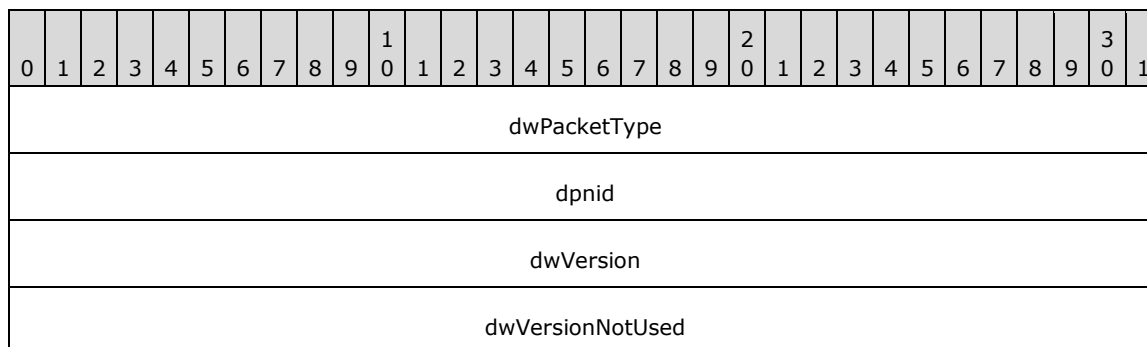 1 2 3
0 1 2 3 4 5 6 7 8 9 0 1 2 3 4 5 6 7 8 9 0 1 2 3 4 5 6 7 8 9 0 1
dwPacketType
dpnid
dwVersion
dwVersionNotUsed